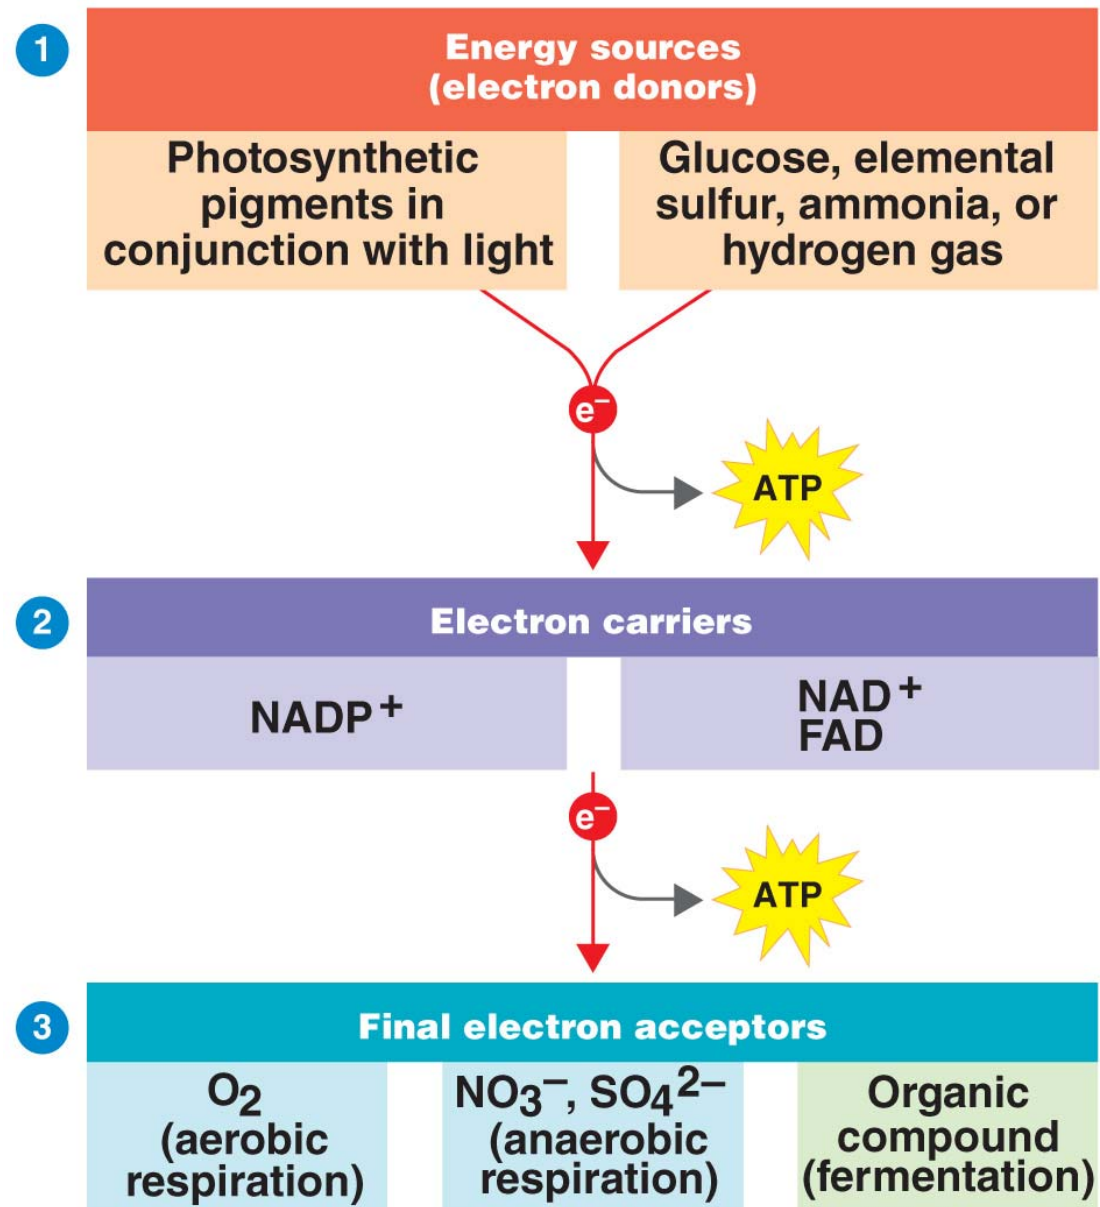 1
Energy sources
(electron donors)
Photosynthetic
pigments in
conjunction with light
Glucose, elemental
sulfur, ammonia, or
hydrogen gas
e⁻
ATP
2
Electron carriers
NADP⁺
NAD⁺
FAD
e⁻
ATP
3
Final electron acceptors
O₂
(aerobic
respiration)
NO₃⁻, SO₄²⁻
(anaerobic
respiration)
Organic
compound
(fermentation)